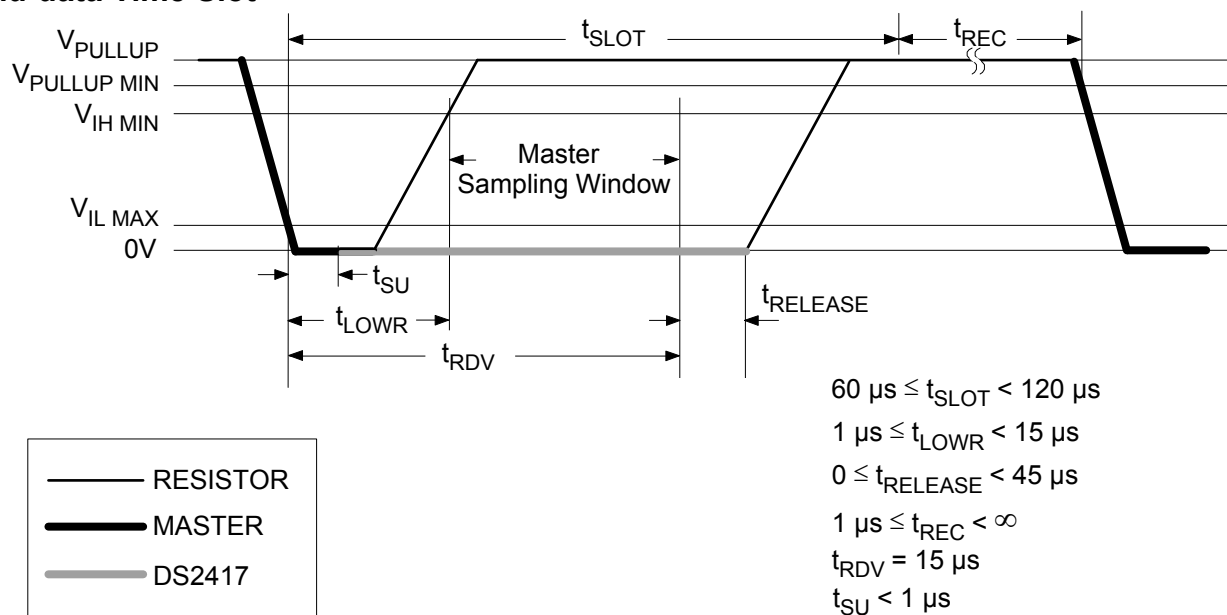 t_SLOT
t_REC
V_PULLUP
V_PULLUP MIN
V_IH MIN
Master
Sampling Window
V_IL MAX
0V
t_SU
t_RELEASE
t_LOWR
t_RDV
60 µs ≤ t_SLOT < 120 µs
1 µs ≤ t_LOWR < 15 µs
0 ≤ t_RELEASE < 45 µs
1 µs ≤ t_REC < ∞
t_RDV = 15 µs
t_SU < 1 µs
RESISTOR
MASTER
DS2417